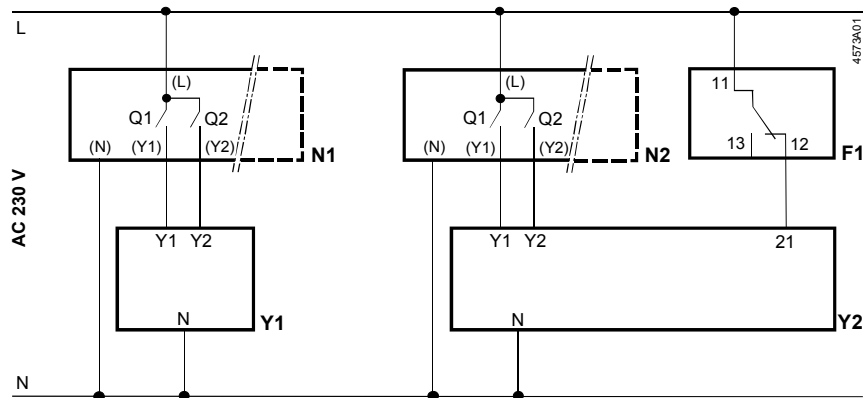 L
4573A01
(L)
Q1 Q2
(N) (Y1) (Y2)
N1
(L)
Q1 Q2
(N) (Y1) (Y2)
N2
11
13 12
F1
AC 230 V
Y1 Y2
N
Y1
Y1 Y2 21
N
Y2
N